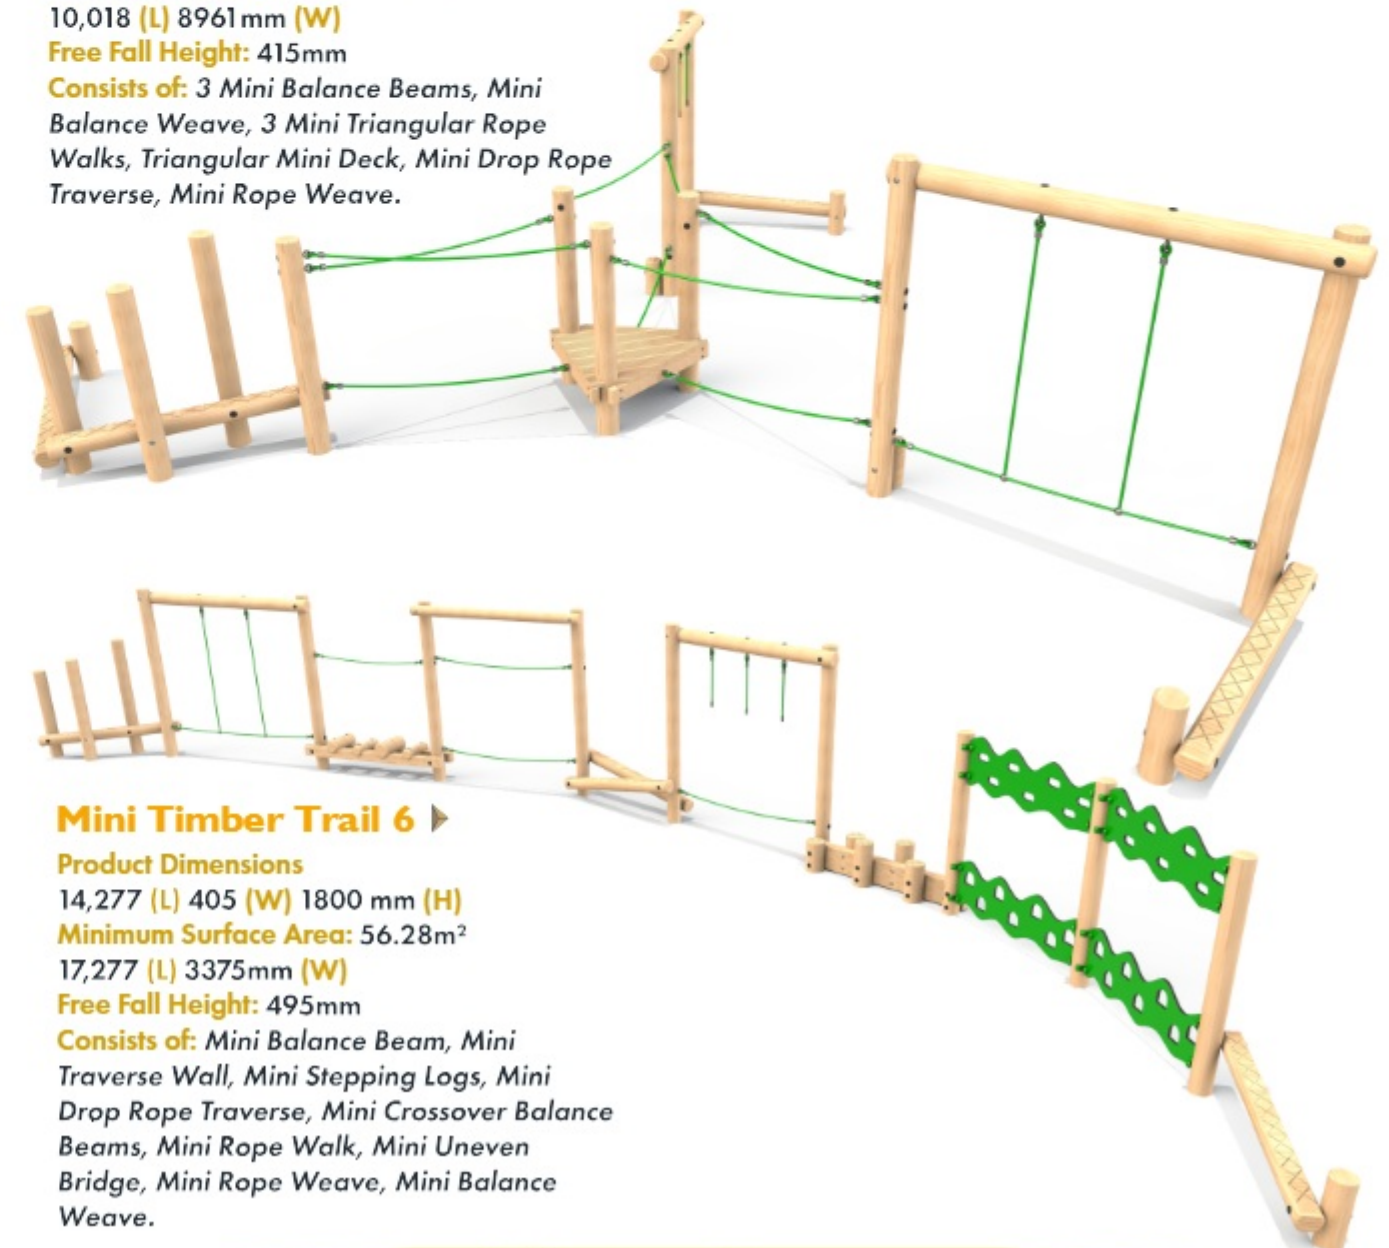 10,018 (L) 8961mm (W)
Free Fall Height: 415mm
Consists of: 3 Mini Balance Beams, Mini
Balance Weave, 3 Mini Triangular Rope
Walks, Triangular Mini Deck, Mini Drop Rope
Traverse, Mini Rope Weave.
Mini Timber Trail 6
Product Dimensions
14,277 (L) 405 (W) 1800 mm (H)
Minimum Surface Area: 56.28m²
17,277 (L) 3375mm (W)
Free Fall Height: 495mm
Consists of: Mini Balance Beam, Mini
Traverse Wall, Mini Stepping Logs, Mini
Drop Rope Traverse, Mini Crossover Balance
Beams, Mini Rope Walk, Mini Uneven
Bridge, Mini Rope Weave, Mini Balance
Weave.